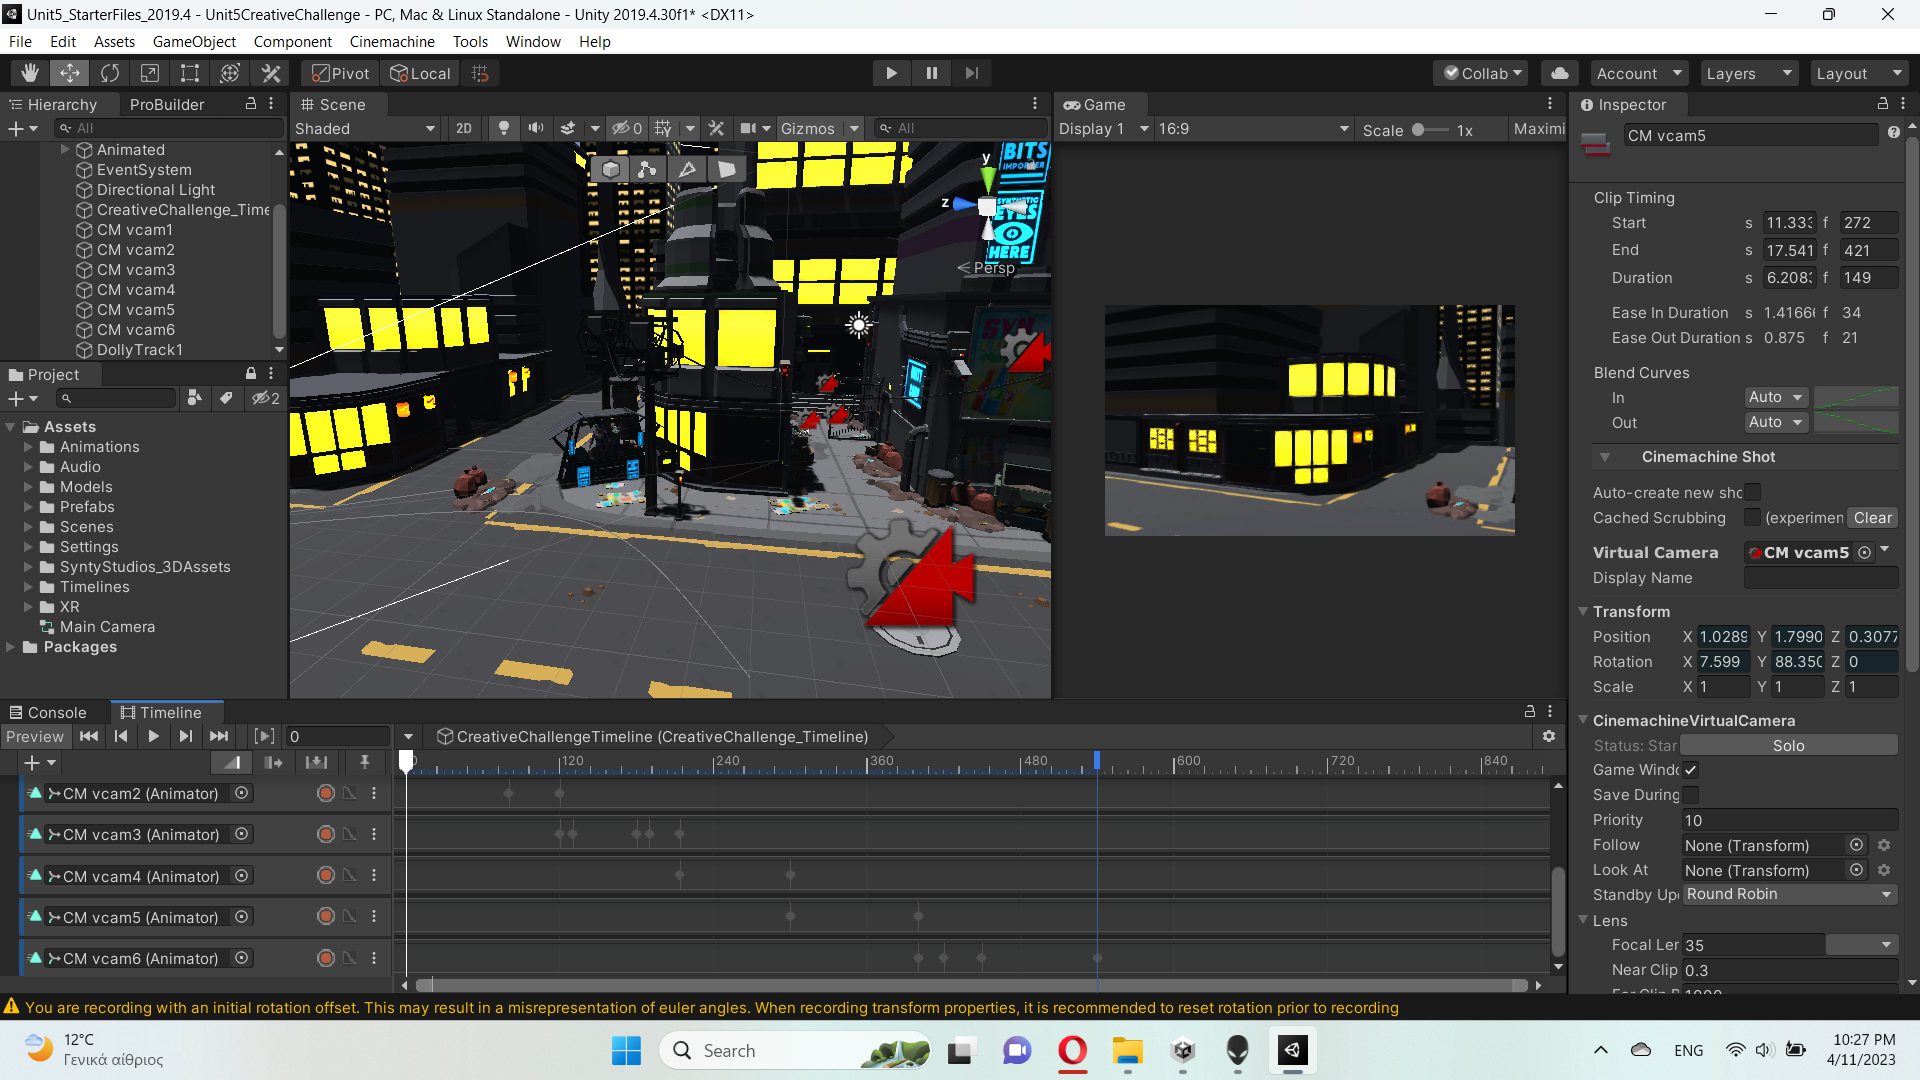 Unit5_StarterFiles_2019.4 - Unit5CreativeChallenge - PC, Mac & Linux Standalone - Unity 2019.4.30f1* <DX11>
File Edit Assets GameObject Component Cinemachine Tools Window Help
Pivot Local Collab Account Layers Layout
Hierarchy ProBuilder
All
Animated
EventSystem
Directional Light
CreativeChallenge_Time
CM vcam1
CM vcam2
CM vcam3
CM vcam4
CM vcam5
CM vcam6
DollyTrack1
Project
2
Assets
Animations
Audio
Models
Prefabs
Scenes
Settings
SyntyStudios_3DAssets
Timelines
XR
Main Camera
Packages
Scene
Shaded 2D 0 Gizmos All
BITS
IMPORTER
SYNTHETIC
EYES
HERE
y
z
Persp
SYN
Game
Display 1 16:9 Scale 1x Maximi
Inspector
CM vcam5
Clip Timing
Start s 11.333 f 272
End s 17.541 f 421
Duration s 6.2083 f 149
Ease In Duration s 1.41666 f 34
Ease Out Duration s 0.875 f 21
Blend Curves
In Auto
Out Auto
Cinemachine Shot
Auto-create new sho
Cached Scrubbing (experimen Clear
Virtual Camera CM vcam5
Display Name
Transform
Position X 1.0289 Y 1.7990 Z 0.3077
Rotation X 7.599 Y 88.350 Z 0
Scale X 1 Y 1 Z 1
CinemachineVirtualCamera
Status: Star Solo
Game Windo
Save During
Priority 10
Follow None (Transform)
Look At None (Transform)
Standby Up Round Robin
Lens
Focal Ler 35
Near Clip 0.3
Console Timeline
Preview 0 CreativeChallengeTimeline (CreativeChallenge_Timeline)
0 120 240 360 480 600 720 840
CM vcam2 (Animator)
CM vcam3 (Animator)
CM vcam4 (Animator)
CM vcam5 (Animator)
CM vcam6 (Animator)
You are recording with an initial rotation offset. This may result in a misrepresentation of euler angles. When recording transform properties, it is recommended to reset rotation prior to recording
12°C
Γενικά αίθριος
Search
ENG
10:27 PM
4/11/2023